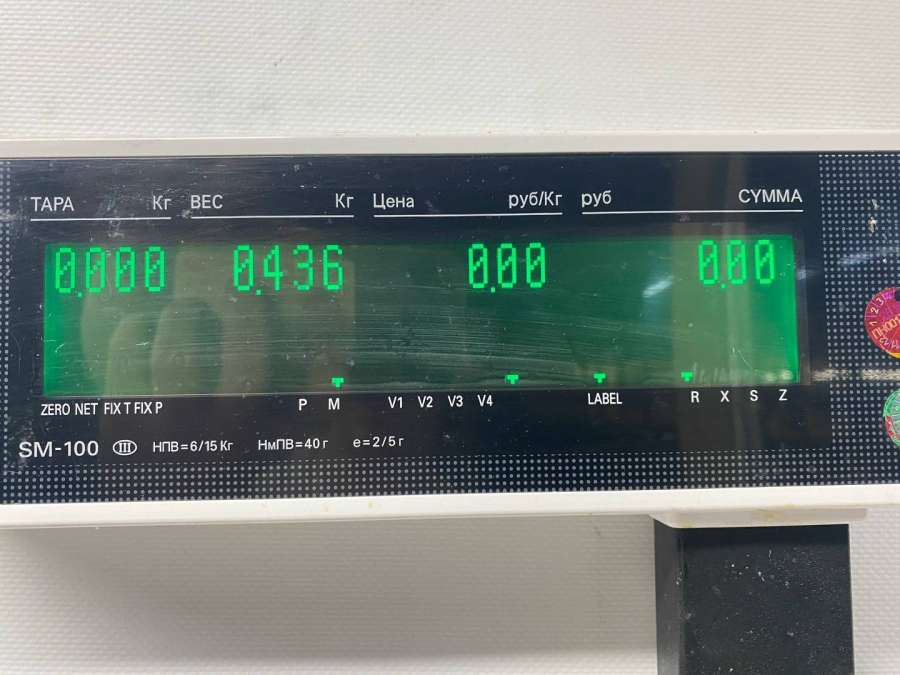 ТАРА Кг ВЕС Кг Цена руб/Кг руб СУММА
0.000 0.436 0.00 0.00
ZERO NET FIX T FIX P P M V1 V2 V3 V4 LABEL R X S Z
SM-100 III НПВ=6/15 Кг НмПВ=40 г e=2/5 г